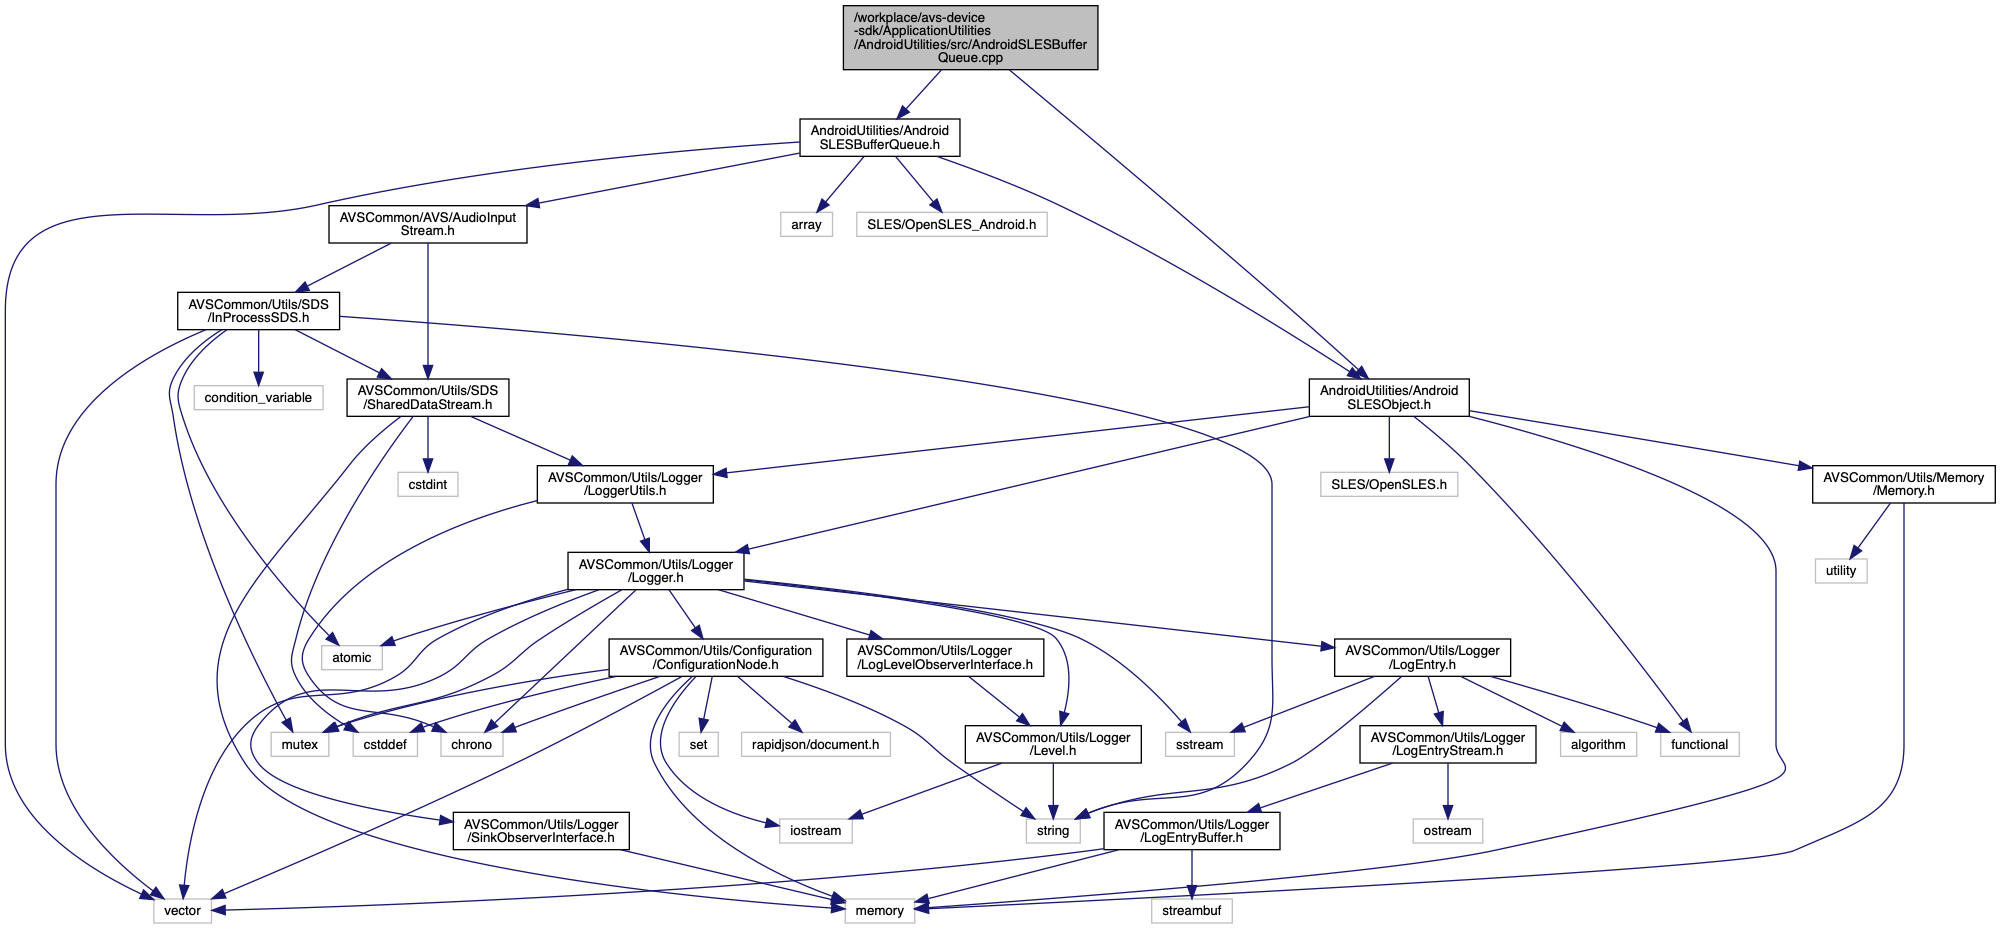 /workplace/avs-device
-sdk/ApplicationUtilities
/AndroidUtilities/src/AndroidSLESBuffer
Queue.cpp
AndroidUtilities/Android
SLESBufferQueue.h
AVSCommon/AVS/AudioInput
Stream.h
array
SLES/OpenSLES_Android.h
AVSCommon/Utils/SDS
/InProcessSDS.h
condition_variable
AVSCommon/Utils/SDS
/SharedDataStream.h
AndroidUtilities/Android
SLESObject.h
cstdint
AVSCommon/Utils/Logger
/LoggerUtils.h
SLES/OpenSLES.h
AVSCommon/Utils/Memory
/Memory.h
AVSCommon/Utils/Logger
/Logger.h
utility
atomic
AVSCommon/Utils/Configuration
/ConfigurationNode.h
AVSCommon/Utils/Logger
/LogLevelObserverInterface.h
AVSCommon/Utils/Logger
/LogEntry.h
mutex
cstddef
chrono
set
rapidjson/document.h
AVSCommon/Utils/Logger
/Level.h
sstream
AVSCommon/Utils/Logger
/LogEntryStream.h
algorithm
functional
AVSCommon/Utils/Logger
/SinkObserverInterface.h
iostream
string
AVSCommon/Utils/Logger
/LogEntryBuffer.h
ostream
vector
memory
streambuf